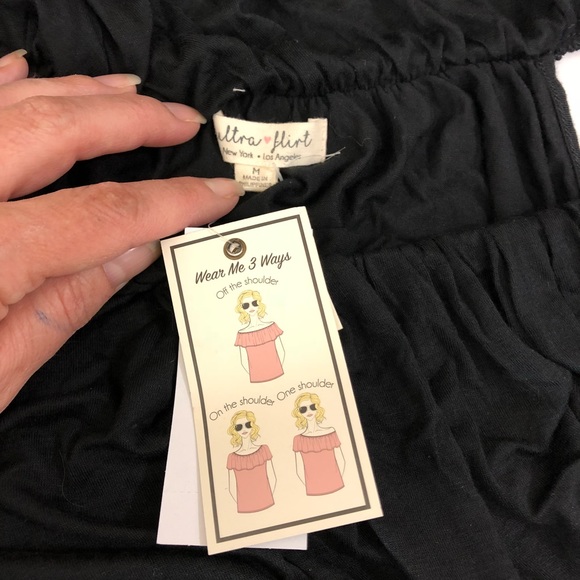 ultra flirt
New York • Los Angeles
M
MADE IN
Wear Me 3 Ways
Off the shoulder
On the shoulder
One shoulder